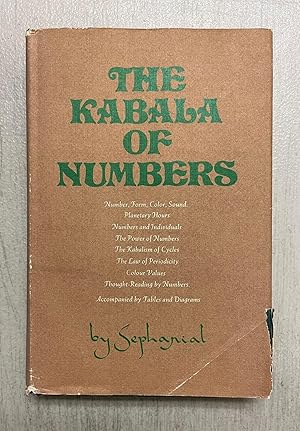 THE
KABALA
OF
NUMBERS
Number, Form, Color, Sound.
Planetary Hours
Numbers and Individuals
The Power of Numbers
The Kabalism of Cycles
The Law of Periodicity
Colour Values
Thought-Reading by Numbers.
Accompanied by Tables and Diagrams
by Sepharial